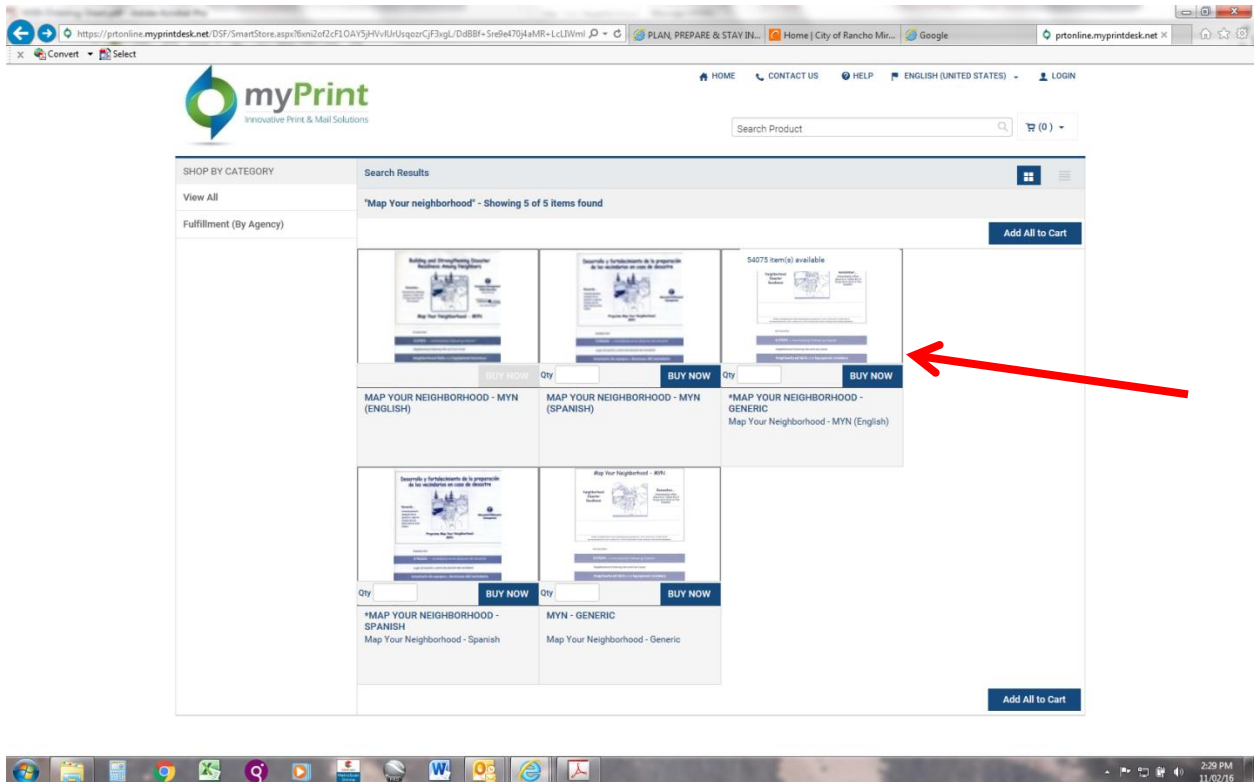 https://prtonline.myprintdesk.net/DSF/SmartStore.aspx?
PLAN, PREPARE & STAY IN...
Home | City of Rancho Mir...
Google
prtonline.myprintdesk.net
x Convert Select
HOME CONTACT US HELP ENGLISH (UNITED STATES) LOGIN
myPrint
Innovative Print & Mail Solutions
Search Product
(0)
SHOP BY CATEGORY
View All
Fulfillment (By Agency)
Search Results
"Map Your neighborhood" - Showing 5 of 5 items found
Add All to Cart
Building and Strengthening Disaster
Readiness Among Neighbors
Map Your Neighborhood - MYN
Desarrollo y fortalecimiento de la preparación
de los vecindarios en caso de desastre
54075 item(s) available
BUY NOW
Qty BUY NOW
Qty BUY NOW
MAP YOUR NEIGHBORHOOD - MYN
(ENGLISH)
MAP YOUR NEIGHBORHOOD - MYN
(SPANISH)
*MAP YOUR NEIGHBORHOOD -
GENERIC
Map Your Neighborhood - MYN (English)
Desarrollo y fortalecimiento de la preparación
de los vecindarios en caso de desastre
Map Your Neighborhood - MYN
Qty BUY NOW
Qty BUY NOW
*MAP YOUR NEIGHBORHOOD -
SPANISH
Map Your Neighborhood - Spanish
MYN - GENERIC
Map Your Neighborhood - Generic
Add All to Cart
2:29 PM
11/02/16